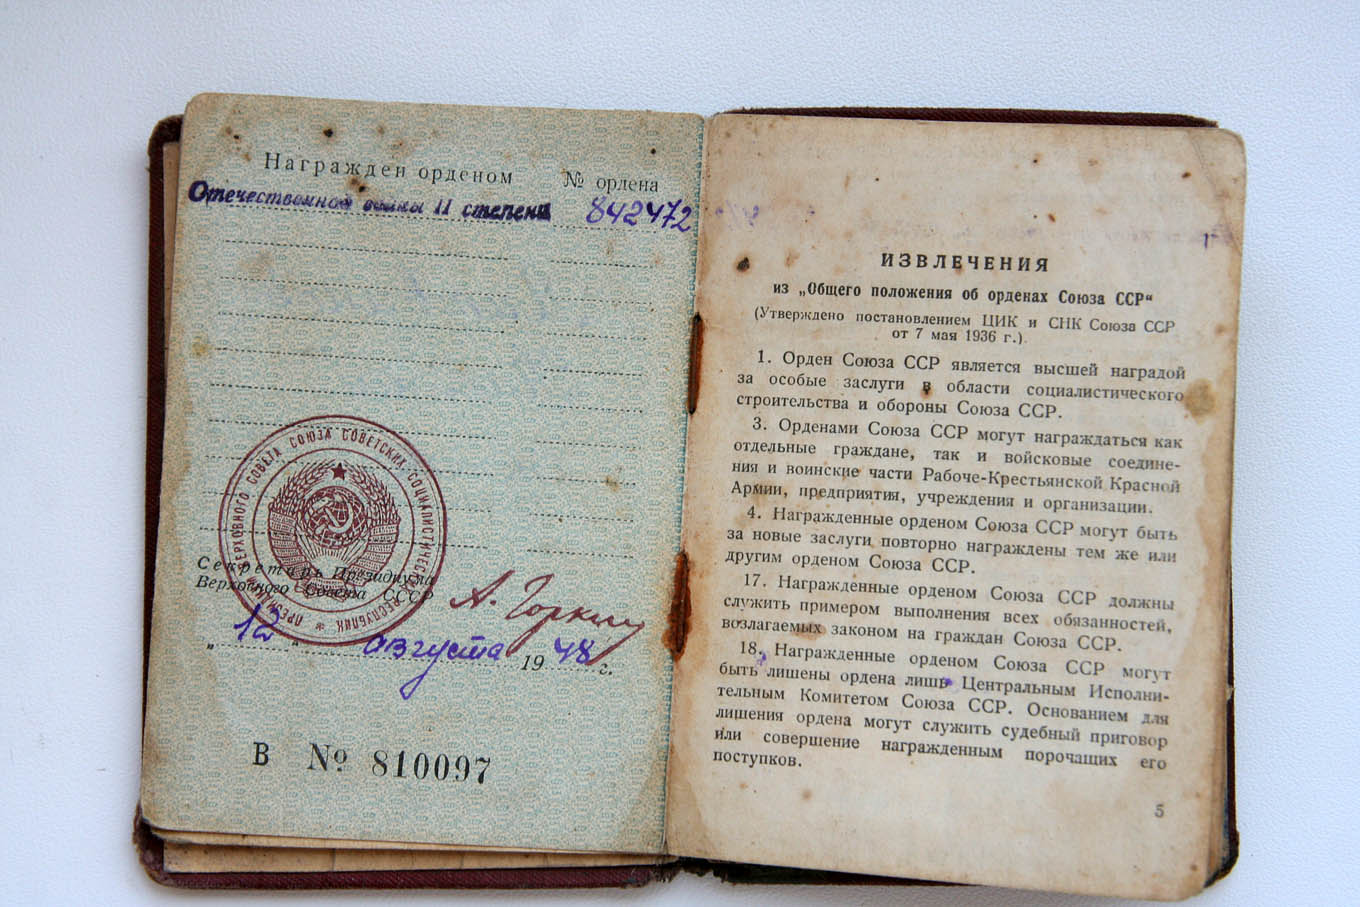 Награжден орденом № ордена
Отечественной войны II степени 842472
ПРЕЗИДИУМ ВЕРХОВНОГО СОВЕТА СОЮЗА СОВЕТСКИХ СОЦИАЛИСТИЧЕСКИХ РЕСПУБЛИК
Секретарь Президиума
Верховного Совета СССР А. Горкин
„12“ августа 1948 г.
В № 810097
ИЗВЛЕЧЕНИЯ
из „Общего положения об орденах Союза ССР“
(Утверждено постановлением ЦИК и СНК Союза ССР
от 7 мая 1936 г.).
1. Орден Союза ССР является высшей наградой
за особые заслуги в области социалистического
строительства и обороны Союза ССР.
3. Орденами Союза ССР могут награждаться как
отдельные граждане, так и войсковые соедине-
ния и воинские части Рабоче-Крестьянской Красной
Армии, предприятия, учреждения и организации.
4. Награжденные орденом Союза ССР могут быть
за новые заслуги повторно награждены тем же или
другим орденом Союза ССР.
17. Награжденные орденом Союза ССР должны
служить примером выполнения всех обязанностей,
возлагаемых законом на граждан Союза ССР.
18. Награжденные орденом Союза ССР могут
быть лишены ордена лишь Центральным Исполни-
тельным Комитетом Союза ССР. Основанием для
лишения ордена могут служить судебный приговор
или совершение награжденным порочащих его
поступков.
5